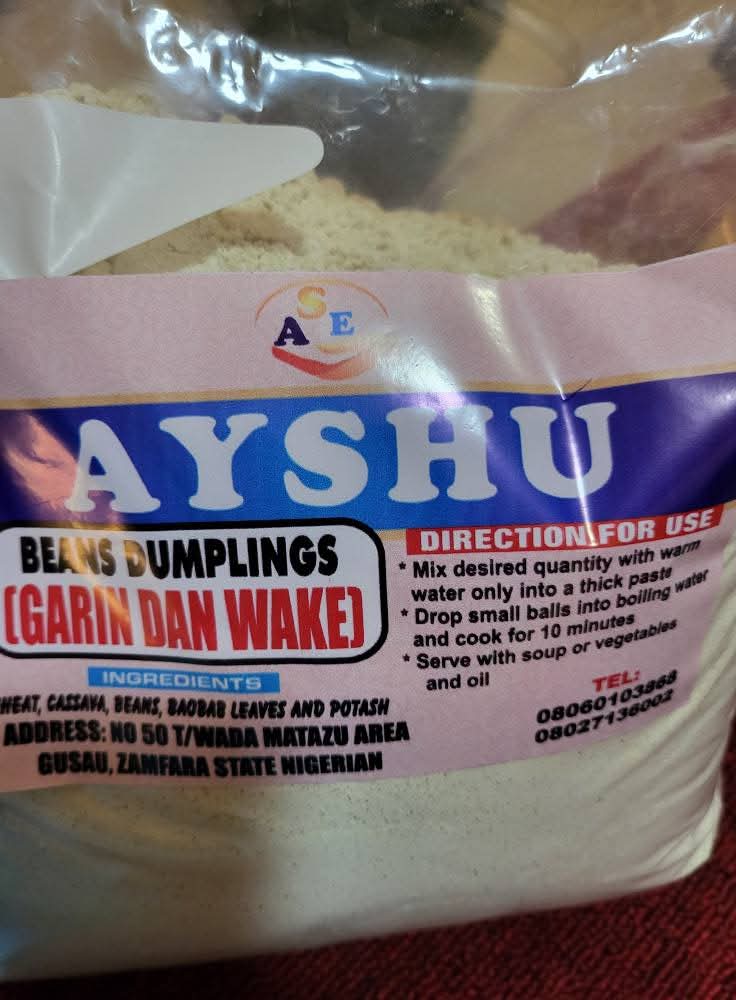 ASE
AYSHU
BEANS DUMPLINGS
(GARIN DAN WAKE)
INGREDIENTS
HEAT, CASSAVA, BEANS, BAOBAB LEAVES AND POTASH
ADDRESS: NO 50 T/WADA MATAZU AREA
GUSAU, ZAMFARA STATE NIGERIAN
DIRECTION FOR USE
* Mix desired quantity with warm
water only into a thick paste
* Drop small balls into boiling water
and cook for 10 minutes
* Serve with soup or vegetables
and oil
TEL:
08060103868
08027136002